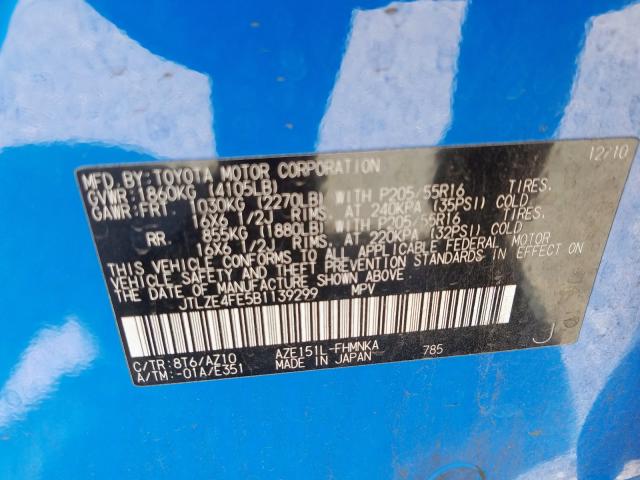 12/10
MFD. BY: TOYOTA MOTOR CORPORATION
GVWR: 1860KG (4105LB)
GAWR: FRT. 1030KG (2270LB) WITH P205/55R16 TIRES,
16X6 1/2J RIMS, AT 240KPA (35PSI) COLD
RR. 855KG (1880LB) WITH P205/55R16 TIRES,
16X6 1/2J RIMS, AT 220KPA (32PSI) COLD
THIS VEHICLE CONFORMS TO ALL APPLICABLE FEDERAL MOTOR
VEHICLE SAFETY AND THEFT PREVENTION STANDARDS IN EFFECT ON
THE DATE OF MANUFACTURE SHOWN ABOVE.
JTLZE4FE5B1139299 MPV
C/TR: 8T6/AZ10 AZE151L-FHMNKA 785
A/TM: -01A/E351 MADE IN JAPAN